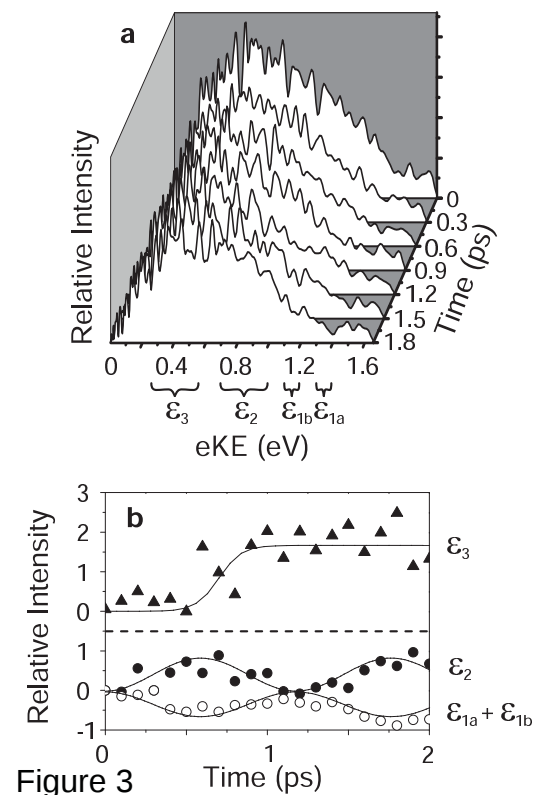 a
Relative Intensity
0
0.3
0.6
0.9
1.2
1.5
1.8
Time (ps)
0 0.4 0.8 1.2 1.6
ε3 ε2 ε1b ε1a
eKE (eV)
b
Relative Intensity
3
2
1
0
1
0
-1
ε3
ε2
ε1a + ε1b
0 1 2
Time (ps)
Figure 3